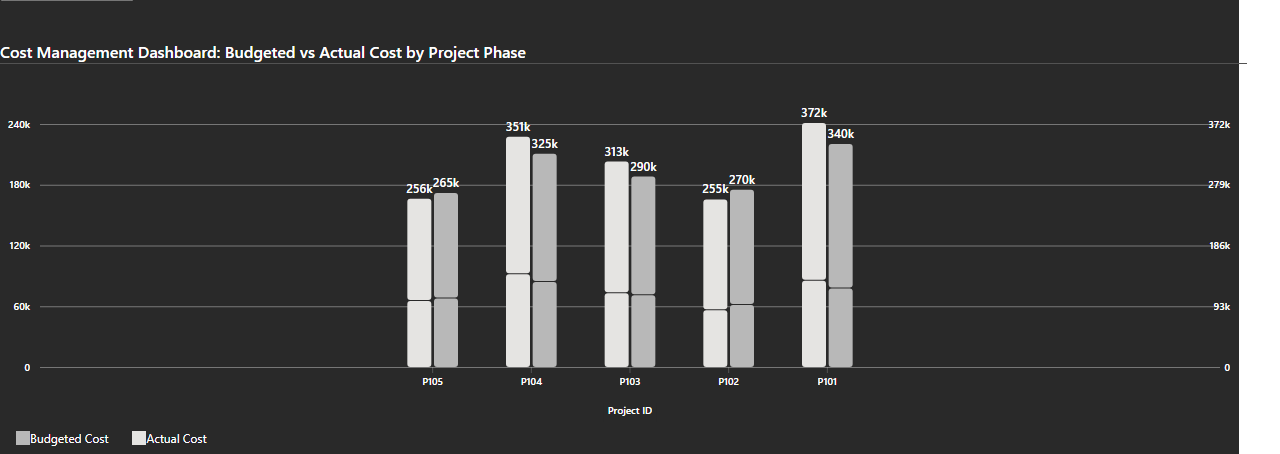 Cost Management Dashboard: Budgeted vs Actual Cost by Project Phase
372k
240k 351k 372k
325k 340k
313k
290k
180k 256k 265k 255k 270k 279k
120k 186k
60k 93k
0 0
P105 P104 P103 P102 P101
Project ID
Budgeted Cost Actual Cost